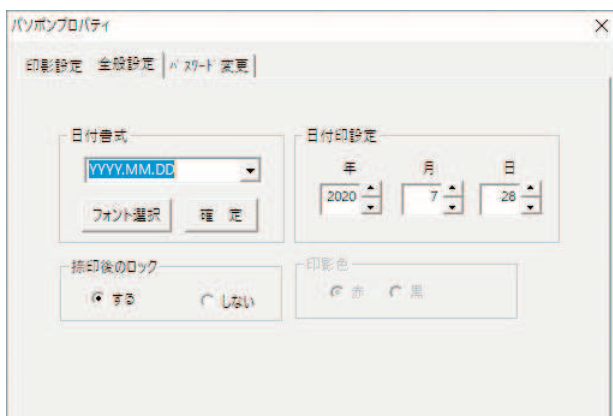 パソポンプロパティ
印影設定 全般設定 パスワード 変更
日付書式
YYYY.MM.DD
フォント選択 確 定
日付印設定
年 月 日
2020 7 28
捺印後のロック
する しない
印影色
赤 黒